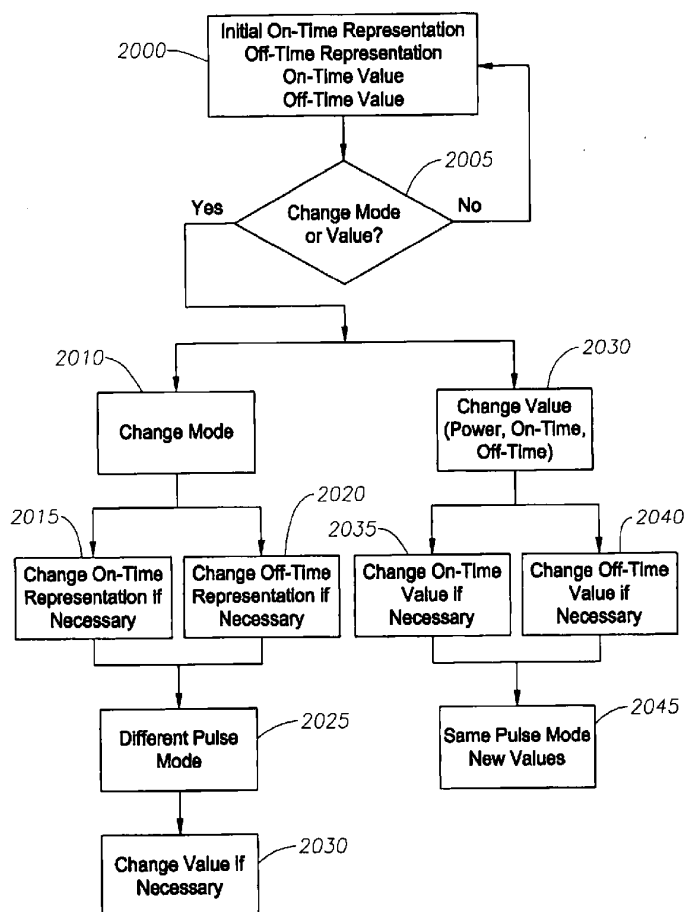 2000
Initial On-Time Representation
Off-Time Representation
On-Time Value
Off-Time Value
2005
Yes
Change Mode
or Value?
No
2010
Change Mode
2030
Change Value
(Power, On-Time,
Off-Time)
2015
Change On-Time
Representation if
Necessary
2020
Change Off-Time
Representation if
Necessary
2035
Change On-Time
Value if
Necessary
2040
Change Off-Time
Value if
Necessary
2025
Different Pulse
Mode
2045
Same Pulse Mode
New Values
2030
Change Value if
Necessary